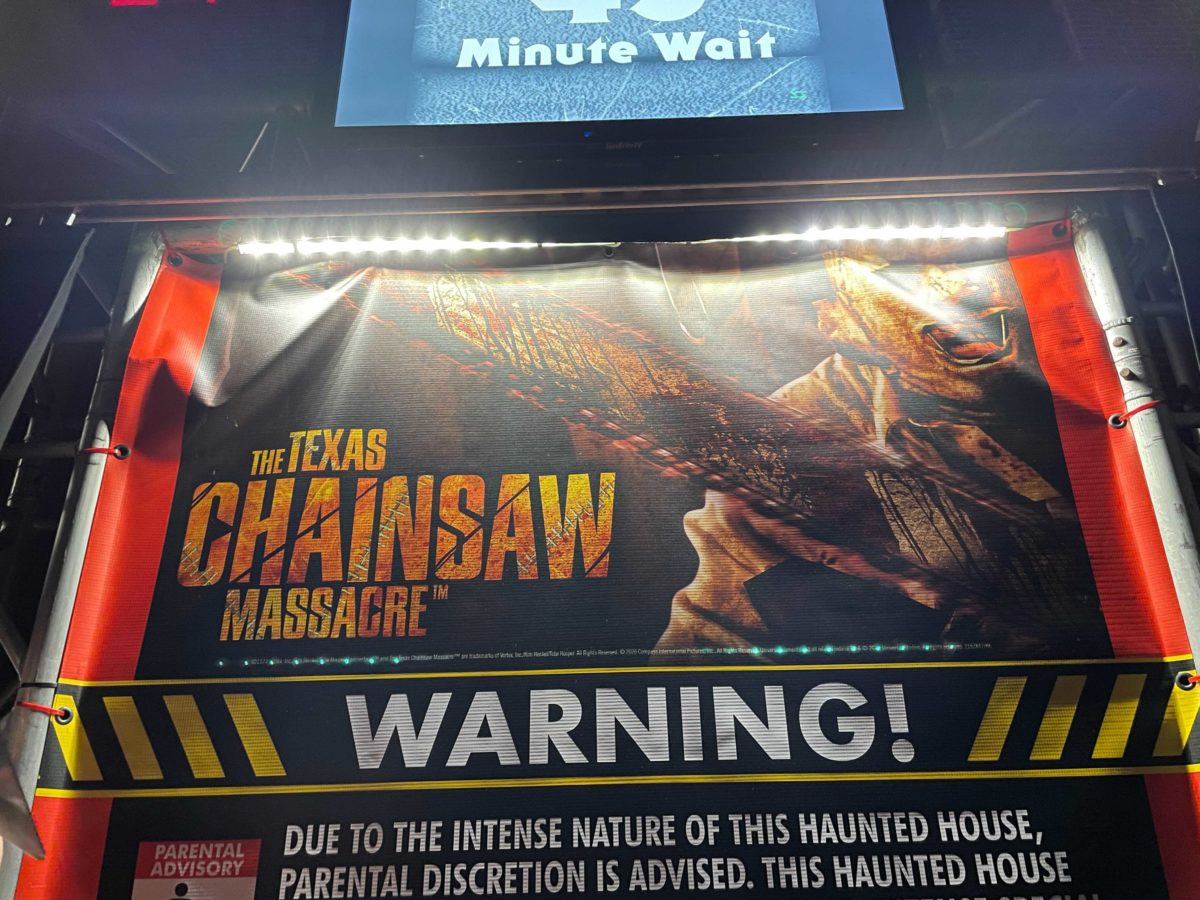 Minute Wait
THE TEXAS
CHAINSAW
MASSACRE™
WARNING!
DUE TO THE INTENSE NATURE OF THIS HAUNTED HOUSE,
PARENTAL DISCRETION IS ADVISED. THIS HAUNTED HOUSE
PARENTAL
ADVISORY